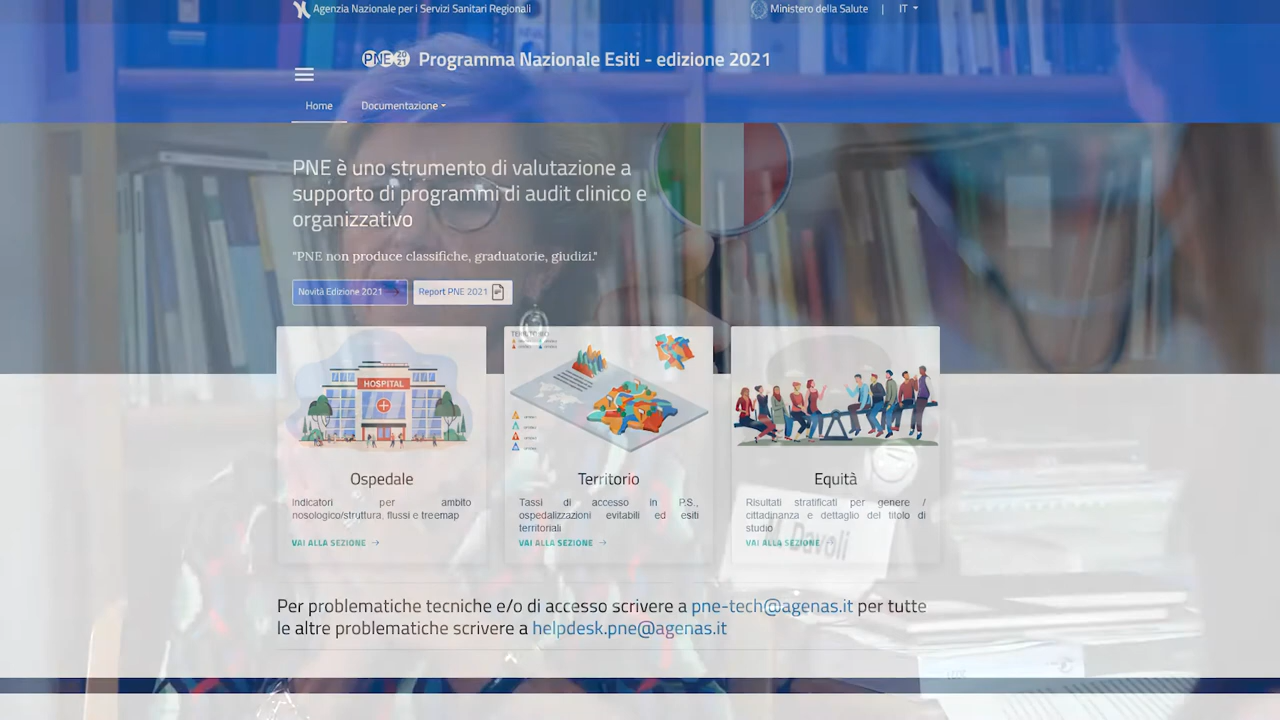 Agenzia Nazionale per i Servizi Sanitari Regionali
Ministero della Salute | IT
PNE 2021 Programma Nazionale Esiti - edizione 2021
Home Documentazione
PNE è uno strumento di valutazione a
supporto di programmi di audit clinico e
organizzativo
"PNE non produce classifiche, graduatorie, giudizi."
Novità Edizione 2021 Report PNE 2021
HOSPITAL
TERRITORIO
Ospedale
Indicatori per ambito
nosologico/struttura, flussi e treemap
VAI ALLA SEZIONE →
Territorio
Tassi di accesso in P.S.,
ospedalizzazioni evitabili ed esiti
territoriali
VAI ALLA SEZIONE →
Equità
Risultati stratificati per genere /
cittadinanza e dettaglio del titolo di
studio
VAI ALLA SEZIONE →
Davoli
Per problematiche tecniche e/o di accesso scrivere a pne-tech@agenas.it per tutte
le altre problematiche scrivere a helpdesk.pne@agenas.it